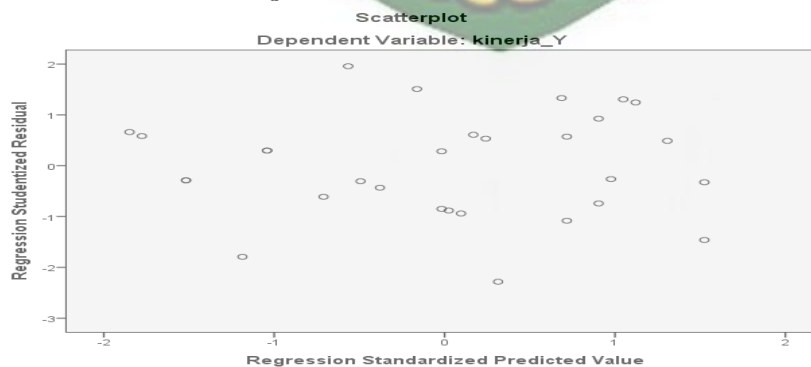 Scatterplot
Dependent Variable: kinerja_Y
Regression Studentized Residual
2
1
0
-1
-2
-3
-2
-1
0
1
2
Regression Standardized Predicted Value